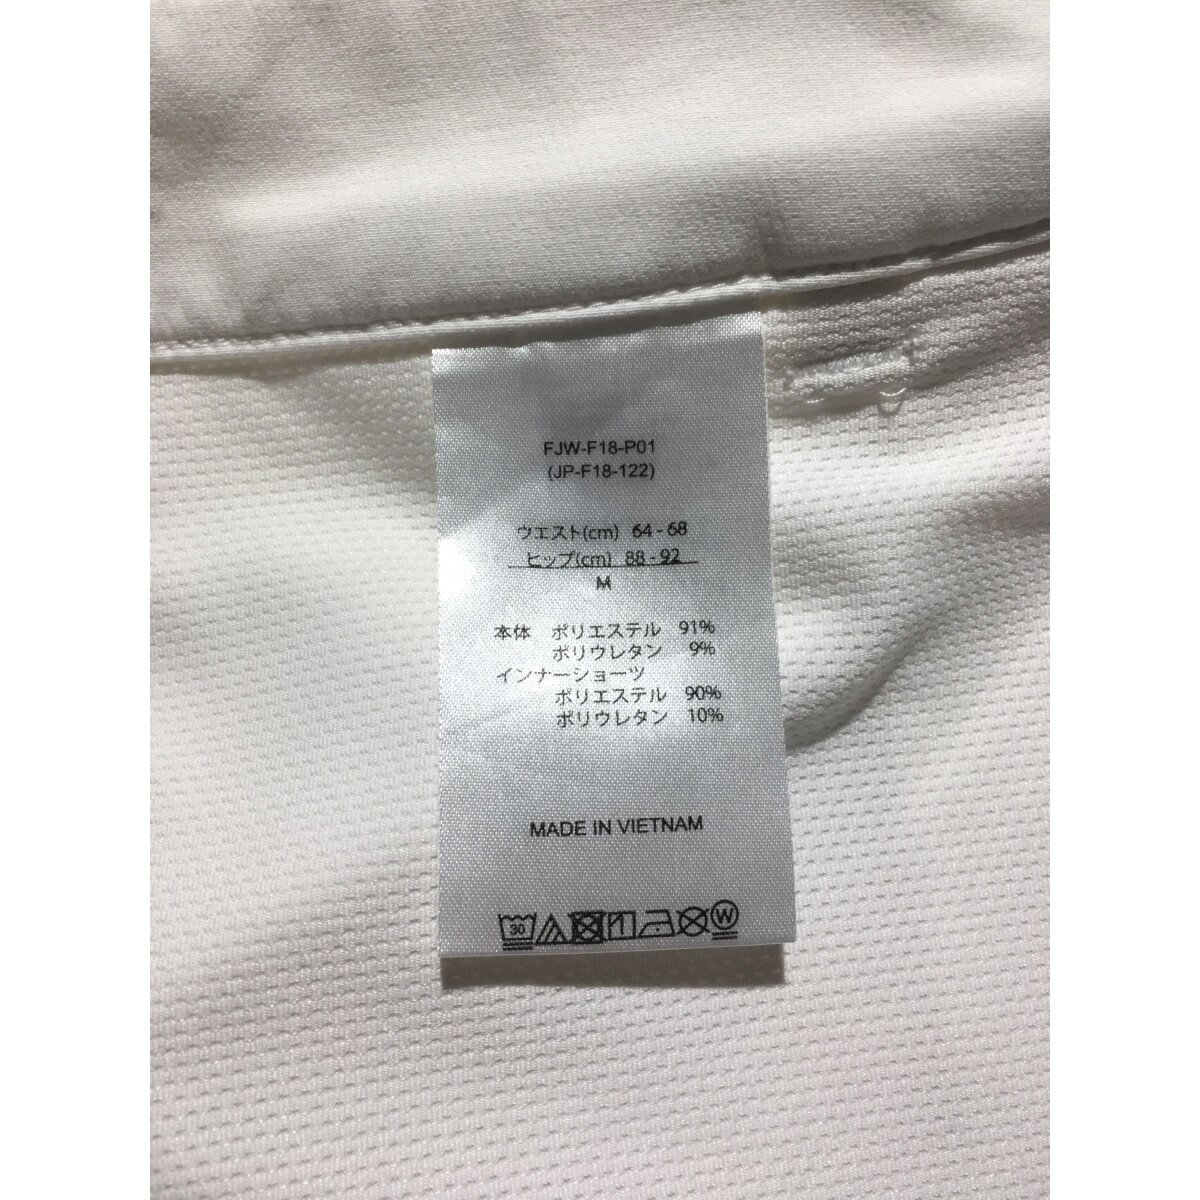 FJW-F18-P01
(JP-F18-122)
ウエスト(cm) 64 - 68
ヒップ(cm) 88 - 92
M
本体 ポリエステル 91%
ポリウレタン 9%
インナーショーツ
ポリエステル 90%
ポリウレタン 10%
MADE IN VIETNAM
30 W